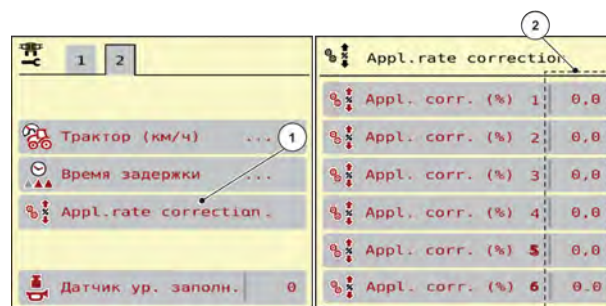 1 2
Трактор (км/ч) ...
Время задержки ...
Appl.rate correction.
Датчик ур. заполн. 0
1
2
Appl.rate correction
Appl. corr. (%) 1 0,0
Appl. corr. (%) 2 0,0
Appl. corr. (%) 3 0,0
Appl. corr. (%) 4 0,0
Appl. corr. (%) 5 0,0
Appl. corr. (%) 6 0.0